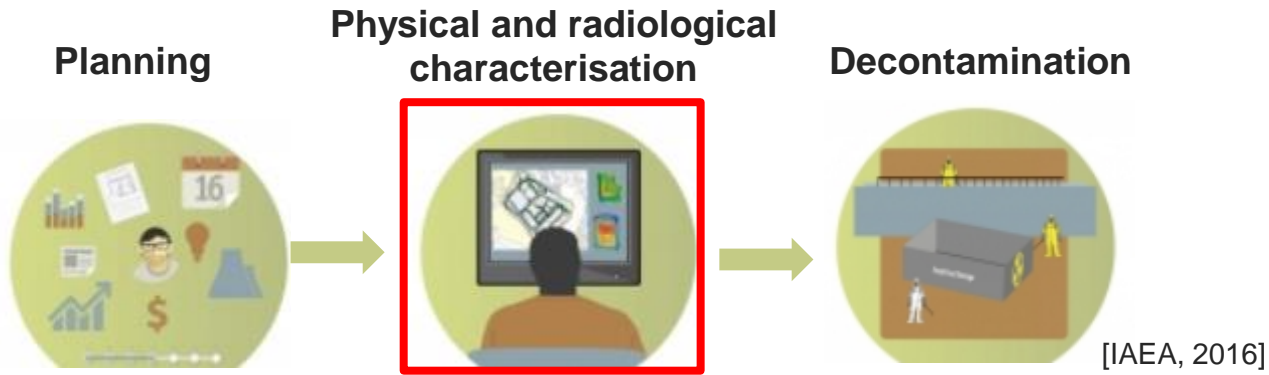 Planning
Physical and radiological
characterisation
Decontamination
16
$
[IAEA, 2016]